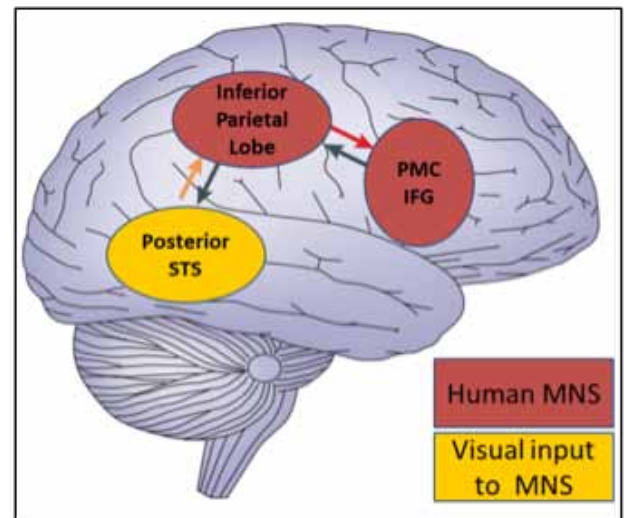 Inferior
Parietal
Lobe
PMC
IFG
Posterior
STS
Human MNS
Visual input
to MNS